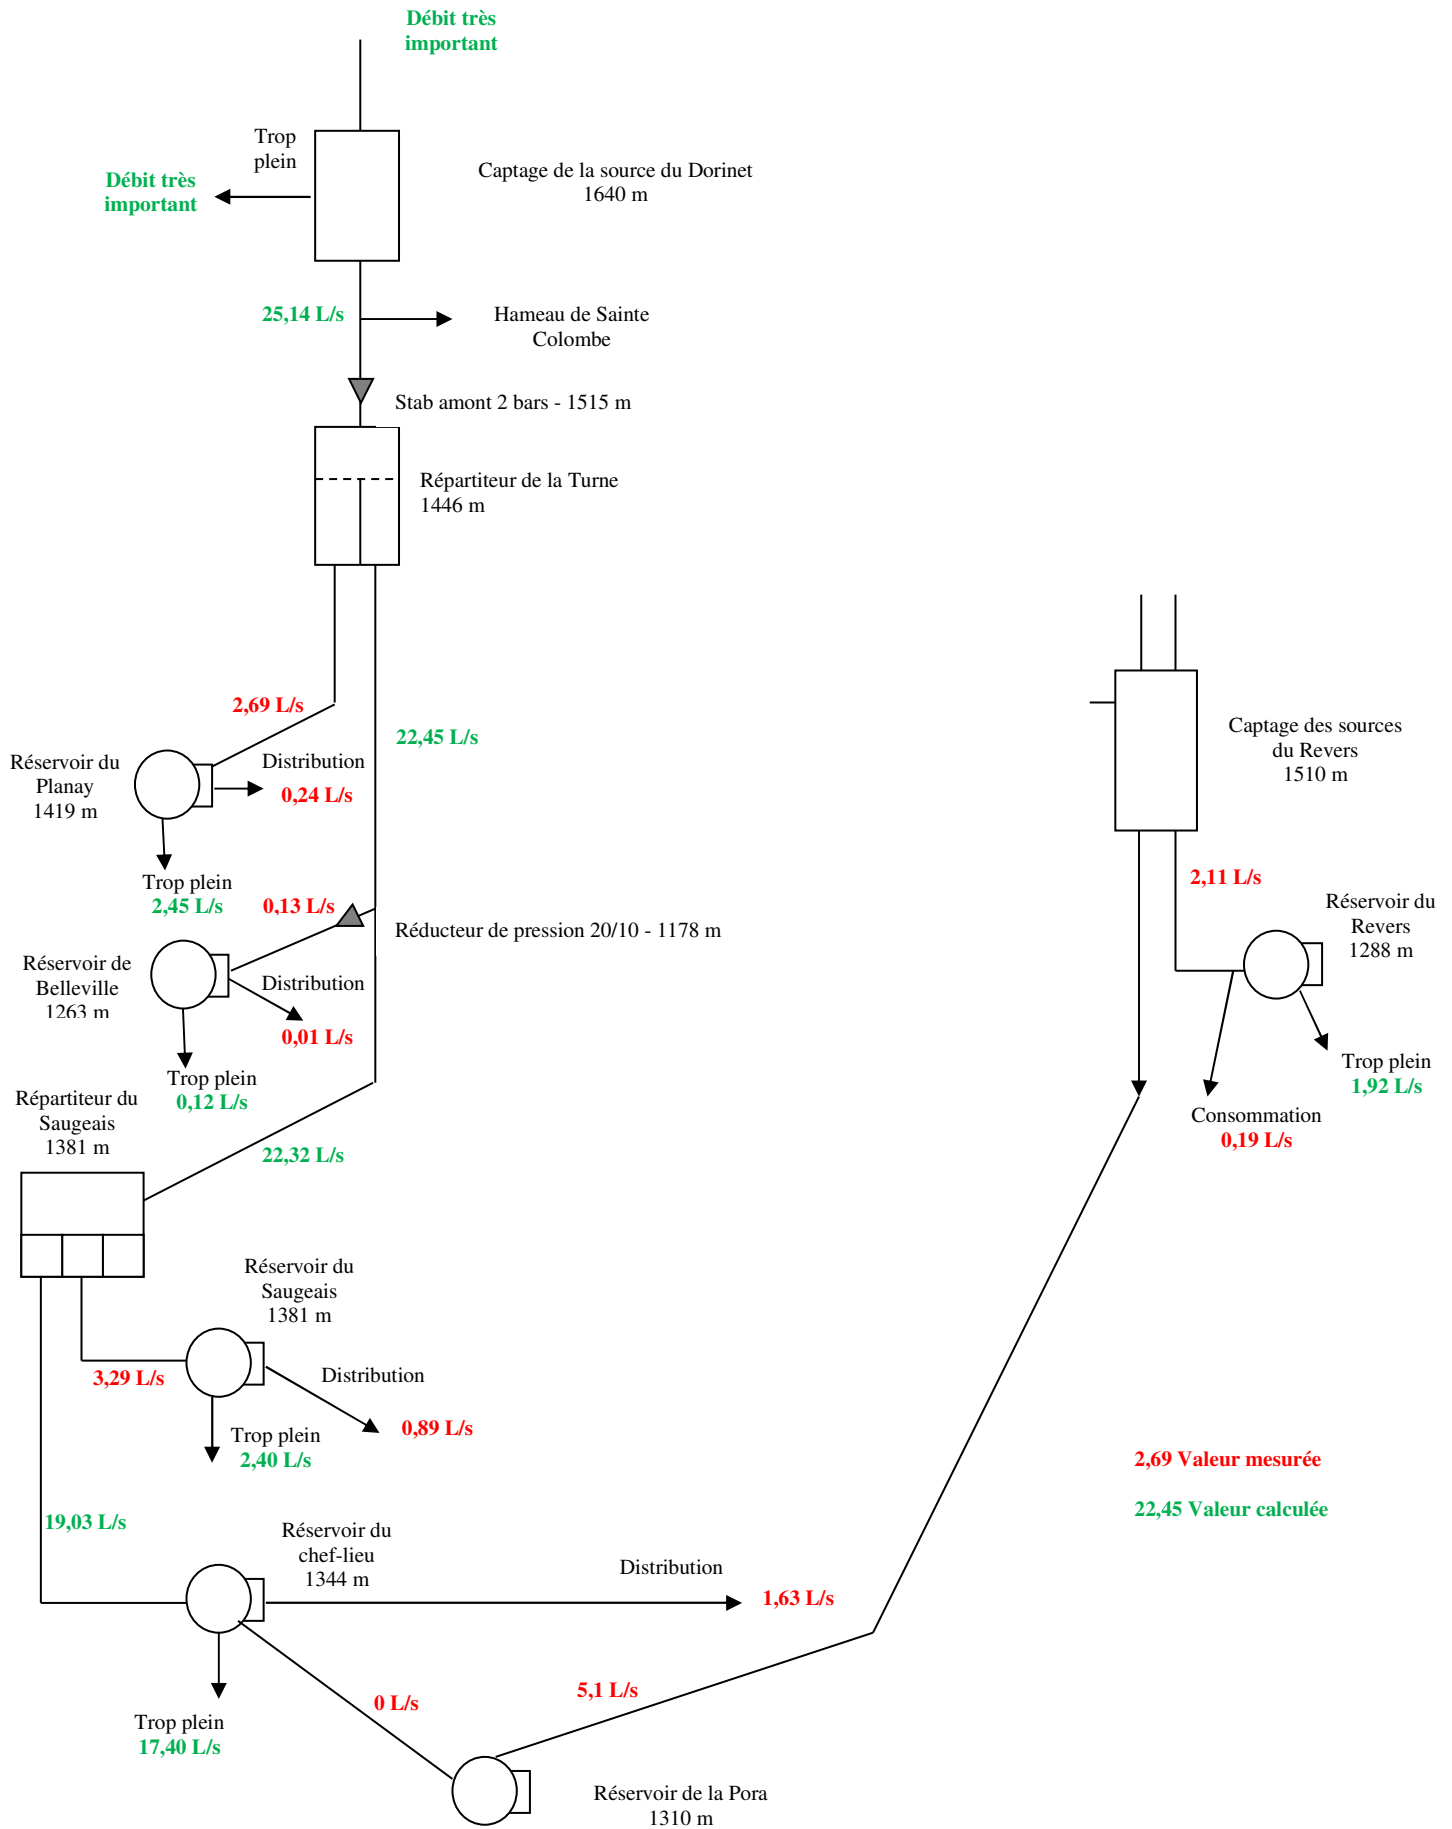 Débit très
important
Trop
plein
Débit très
important
Captage de la source du Dorinet
1640 m
25,14 L/s
Hameau de Sainte
Colombe
Stab amont 2 bars - 1515 m
Répartiteur de la Turne
1446 m
2,69 L/s
22,45 L/s
Réservoir du
Planay
1419 m
Distribution
0,24 L/s
Trop plein
2,45 L/s
0,13 L/s
Réducteur de pression 20/10 - 1178 m
Réservoir de
Belleville
1263 m
Distribution
0,01 L/s
Trop plein
0,12 L/s
Répartiteur du
Saugeais
1381 m
22,32 L/s
Captage des sources
du Revers
1510 m
2,11 L/s
Réservoir du
Revers
1288 m
Trop plein
1,92 L/s
Consommation
0,19 L/s
Réservoir du
Saugeais
1381 m
3,29 L/s
Distribution
0,89 L/s
Trop plein
2,40 L/s
2,69 Valeur mesurée
22,45 Valeur calculée
19,03 L/s
Réservoir du
chef-lieu
1344 m
Distribution
1,63 L/s
0 L/s
5,1 L/s
Trop plein
17,40 L/s
Réservoir de la Pora
1310 m